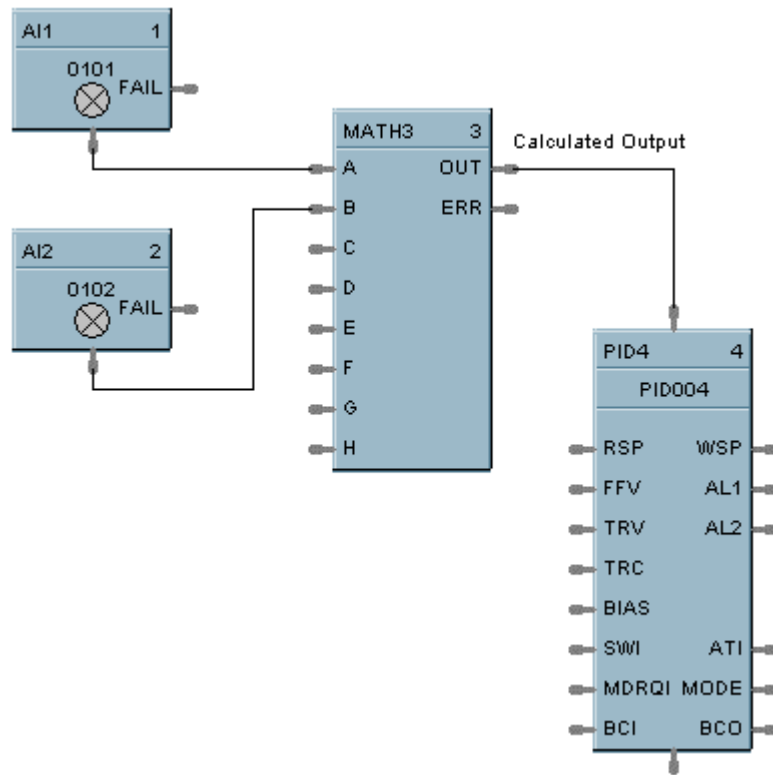 AI1 1
0101
FAIL
MATH3 3
Calculated Output
A OUT
B ERR
C
D
E
F
G
H
AI2 2
0102
FAIL
PID4 4
PID004
RSP WSP
FFV AL1
TRV AL2
TRC
BIAS
SWI ATI
MDRQI MODE
BCI BCO